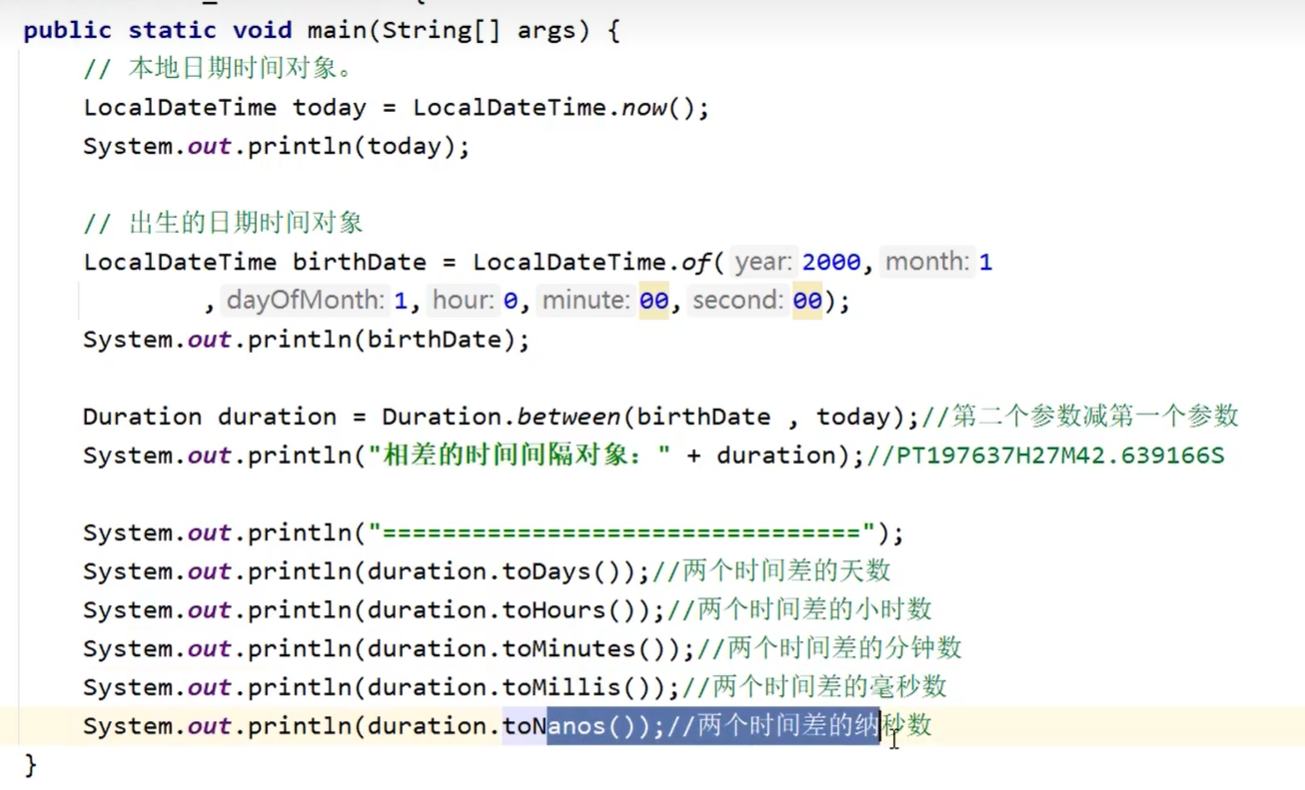 public static void main(String[] args) {
// 本地日期时间对象。
LocalDateTime today = LocalDateTime.now();
System.out.println(today);
// 出生的日期时间对象
LocalDateTime birthDate = LocalDateTime.of( year: 2000, month: 1
, dayOfMonth: 1, hour: 0, minute: 00, second: 00);
System.out.println(birthDate);
Duration duration = Duration.between(birthDate , today);//第二个参数减第一个参数
System.out.println("相差的时间间隔对象：" + duration);//PT197637H27M42.639166S
System.out.println("================================");
System.out.println(duration.toDays());//两个时间差的天数
System.out.println(duration.toHours());//两个时间差的小时数
System.out.println(duration.toMinutes());//两个时间差的分钟数
System.out.println(duration.toMillis());//两个时间差的毫秒数
System.out.println(duration.toNanos());//两个时间差的纳秒数
}